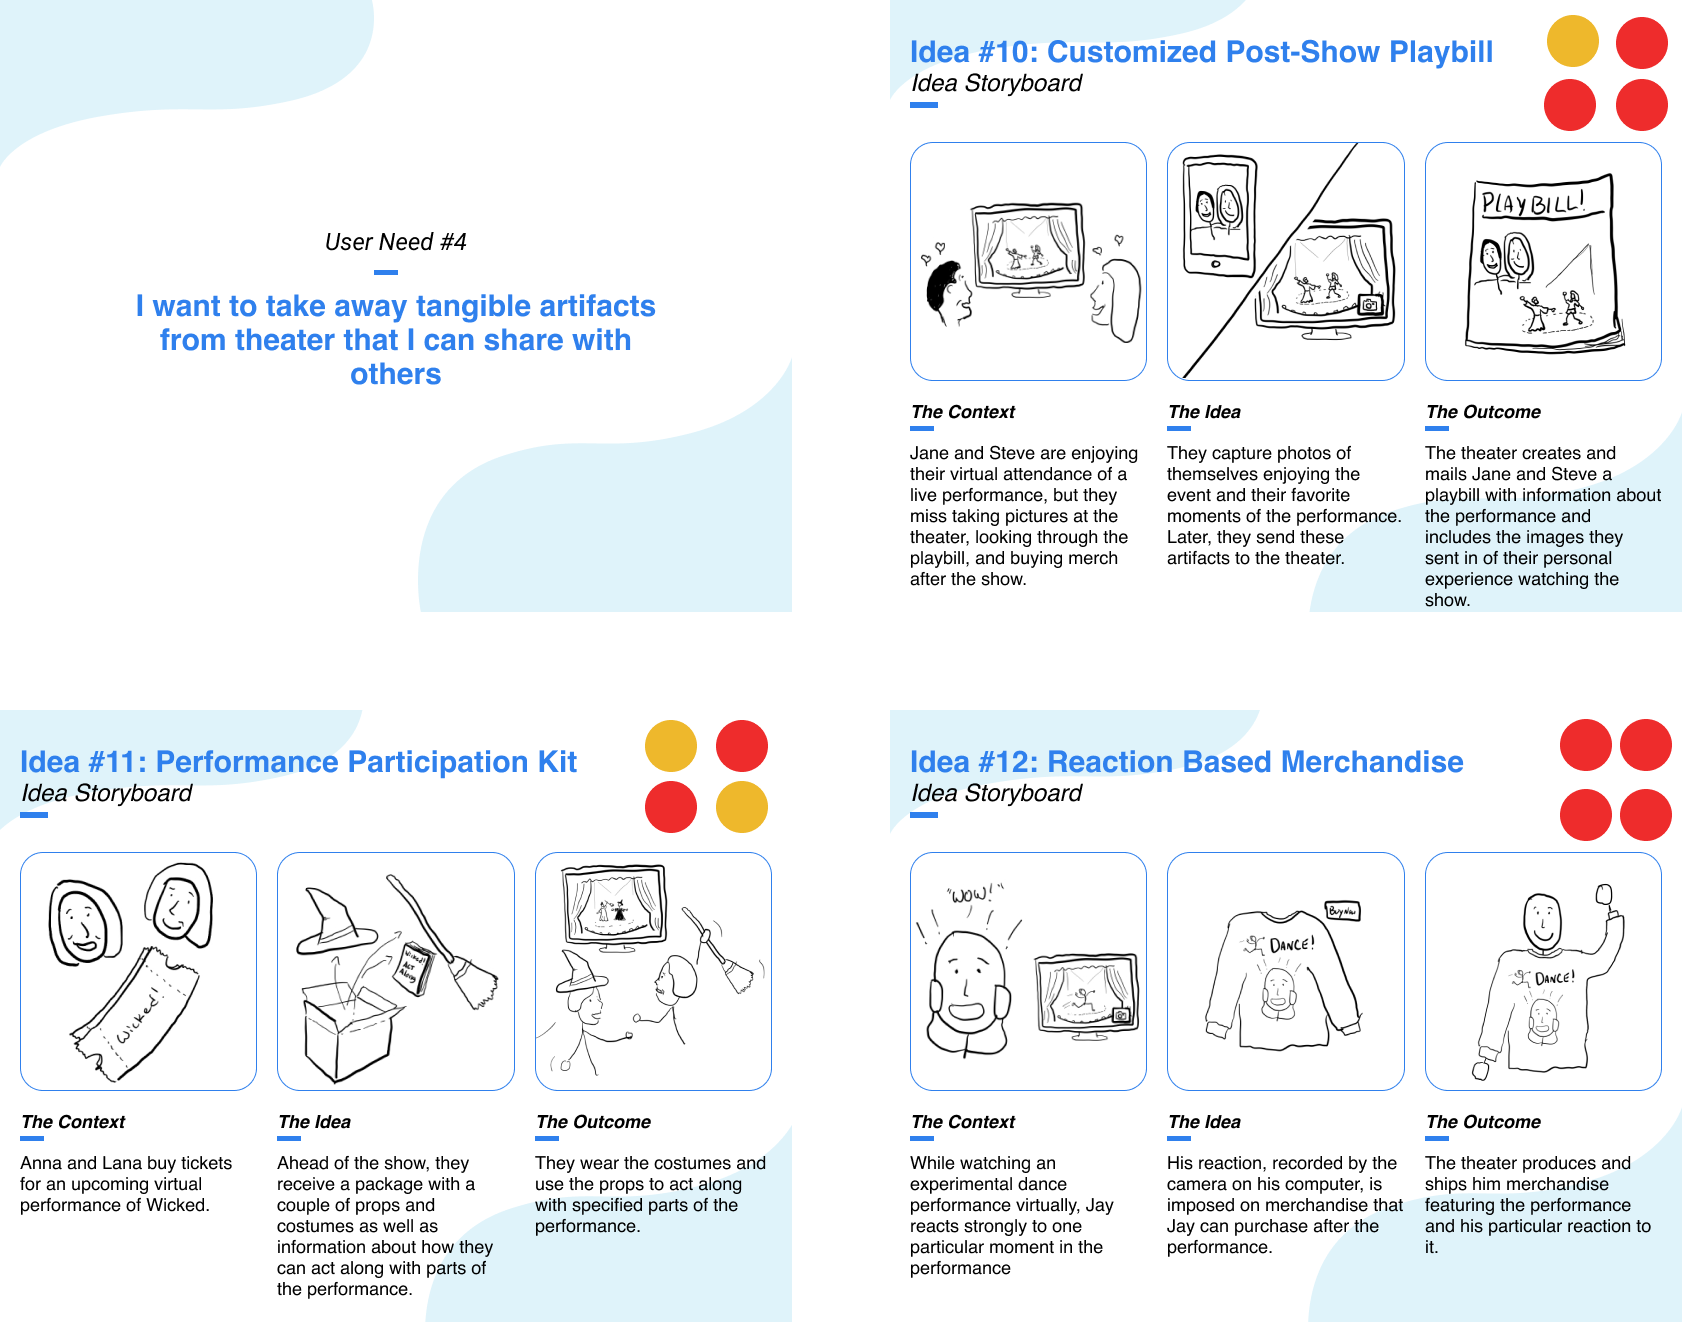 User Need #4
I want to take away tangible artifacts
from theater that I can share with
others
Idea #10: Customized Post-Show Playbill
Idea Storyboard
PLAYBILL!
The Context
Jane and Steve are enjoying
their virtual attendance of a
live performance, but they
miss taking pictures at the
theater, looking through the
playbill, and buying merch
after the show.
The Idea
They capture photos of
themselves enjoying the
event and their favorite
moments of the performance.
Later, they send these
artifacts to the theater.
The Outcome
The theater creates and
mails Jane and Steve a
playbill with information about
the performance and
includes the images they
sent in of their personal
experience watching the
show.
Idea #11: Performance Participation Kit
Idea Storyboard
Wicked!
Wicked!
ACT
Along
The Context
Anna and Lana buy tickets
for an upcoming virtual
performance of Wicked.
The Idea
Ahead of the show, they
receive a package with a
couple of props and
costumes as well as
information about how they
can act along with parts of
the performance.
The Outcome
They wear the costumes and
use the props to act along
with specified parts of the
performance.
Idea #12: Reaction Based Merchandise
Idea Storyboard
"WOW!"
BUY NOW
DANCE!
DANCE!
The Context
While watching an
experimental dance
performance virtually, Jay
reacts strongly to one
particular moment in the
performance
The Idea
His reaction, recorded by the
camera on his computer, is
imposed on merchandise that
Jay can purchase after the
performance.
The Outcome
The theater produces and
ships him merchandise
featuring the performance
and his particular reaction to
it.